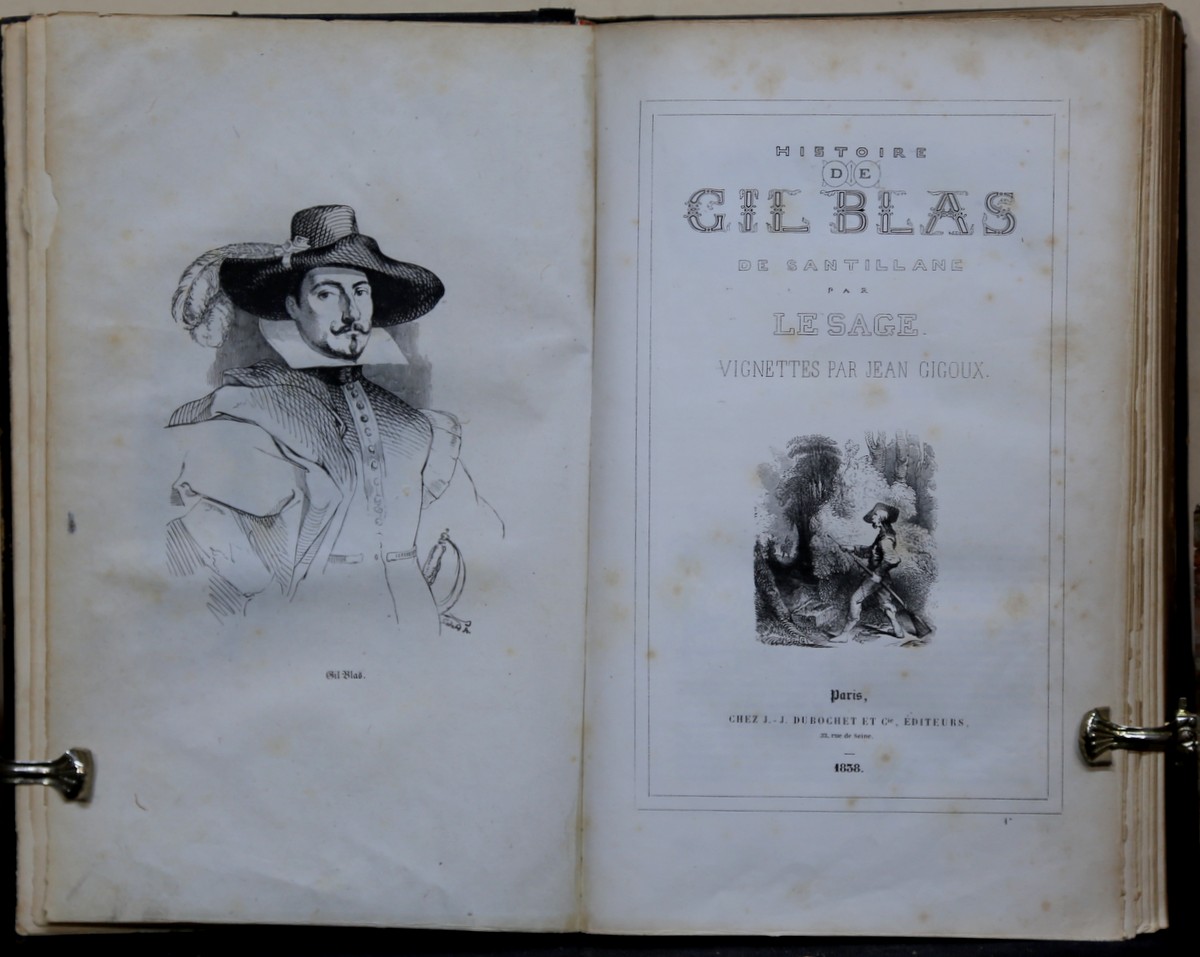 Gil Blas.
HISTOIRE
DE
GIL BLAS
DE SANTILLANE
PAR
LE SAGE.
VIGNETTES PAR JEAN GIGOUX.
Paris,
CHEZ J.-J. DUBOCHET ET Cie, ÉDITEURS,
rue de Seine.
1838.